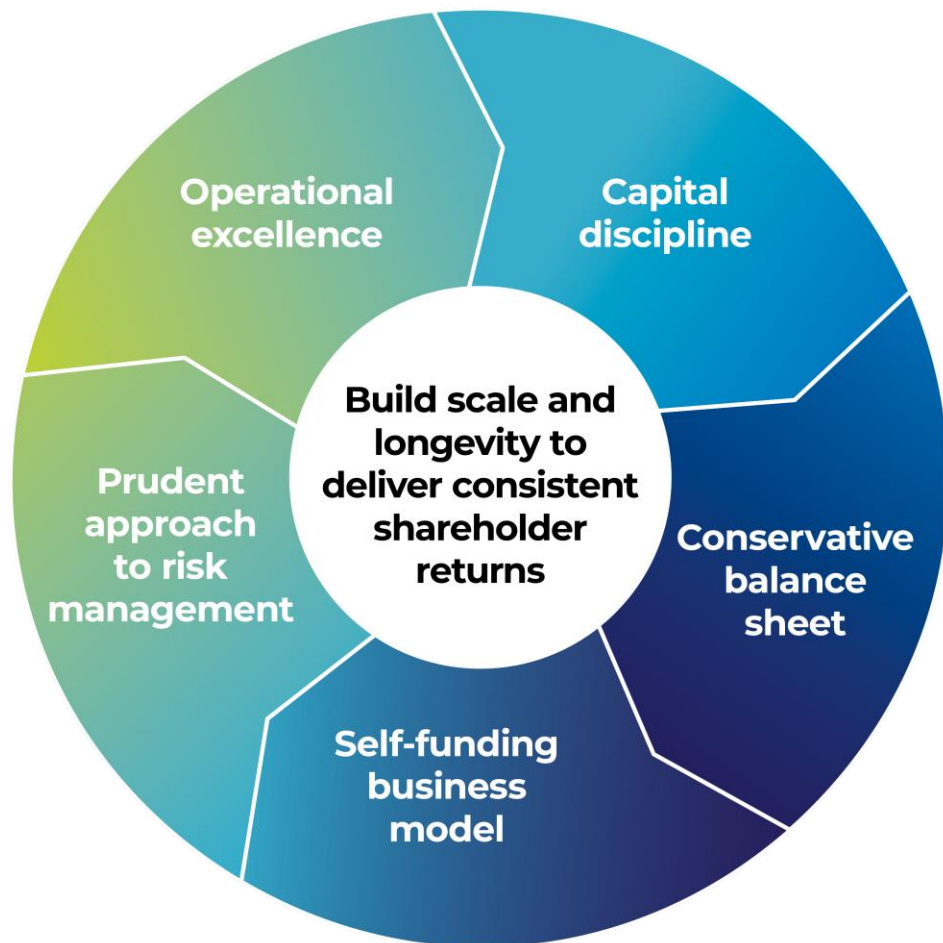 Operational
excellence
Capital
discipline
Build scale and
longevity to
deliver consistent
shareholder
returns
Prudent
approach
to risk
management
Conservative
balance
sheet
Self-funding
business
model